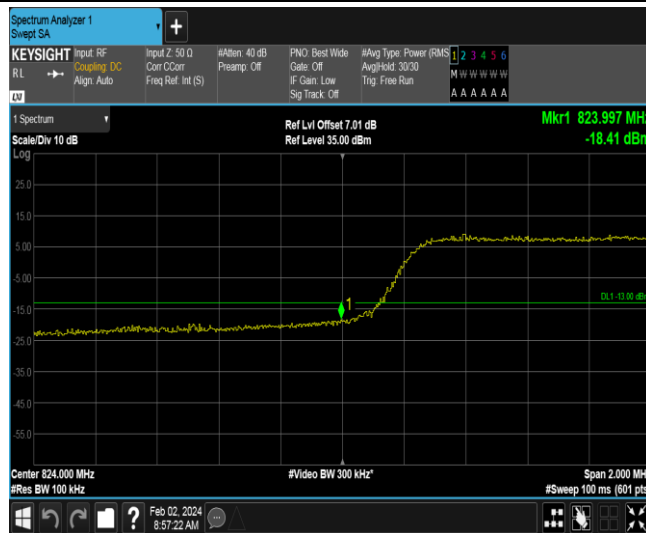 Spectrum Analyzer 1
Swept SA
+
KEYSIGHT
RL
Input: RF
Coupling: DC
Align: Auto
Input Z: 50 Ω
Corr CCorr
Freq Ref: Int (S)
#Atten: 40 dB
Preamp: Off
PNO: Best Wide
Gate: Off
IF Gain: Low
Sig Track: Off
#Avg Type: Power (RMS
Avg|Hold: 30/30
Trig: Free Run
1 2 3 4 5 6
M W W W W W
A A A A A A
1 Spectrum
Scale/Div 10 dB
Log
Ref Lvl Offset 7.01 dB
Ref Level 35.00 dBm
Mkr1 823.997 MH
-18.41 dBm
25.0
15.0
5.00
-5.00
-15.0
-25.0
-35.0
-45.0
-55.0
1
DL1 -13.00 dBm
Center 824.000 MHz
#Res BW 100 kHz
#Video BW 300 kHz*
Span 2.000 MH
#Sweep 100 ms (601 pts
?
Feb 02, 2024
8:57:22 AM